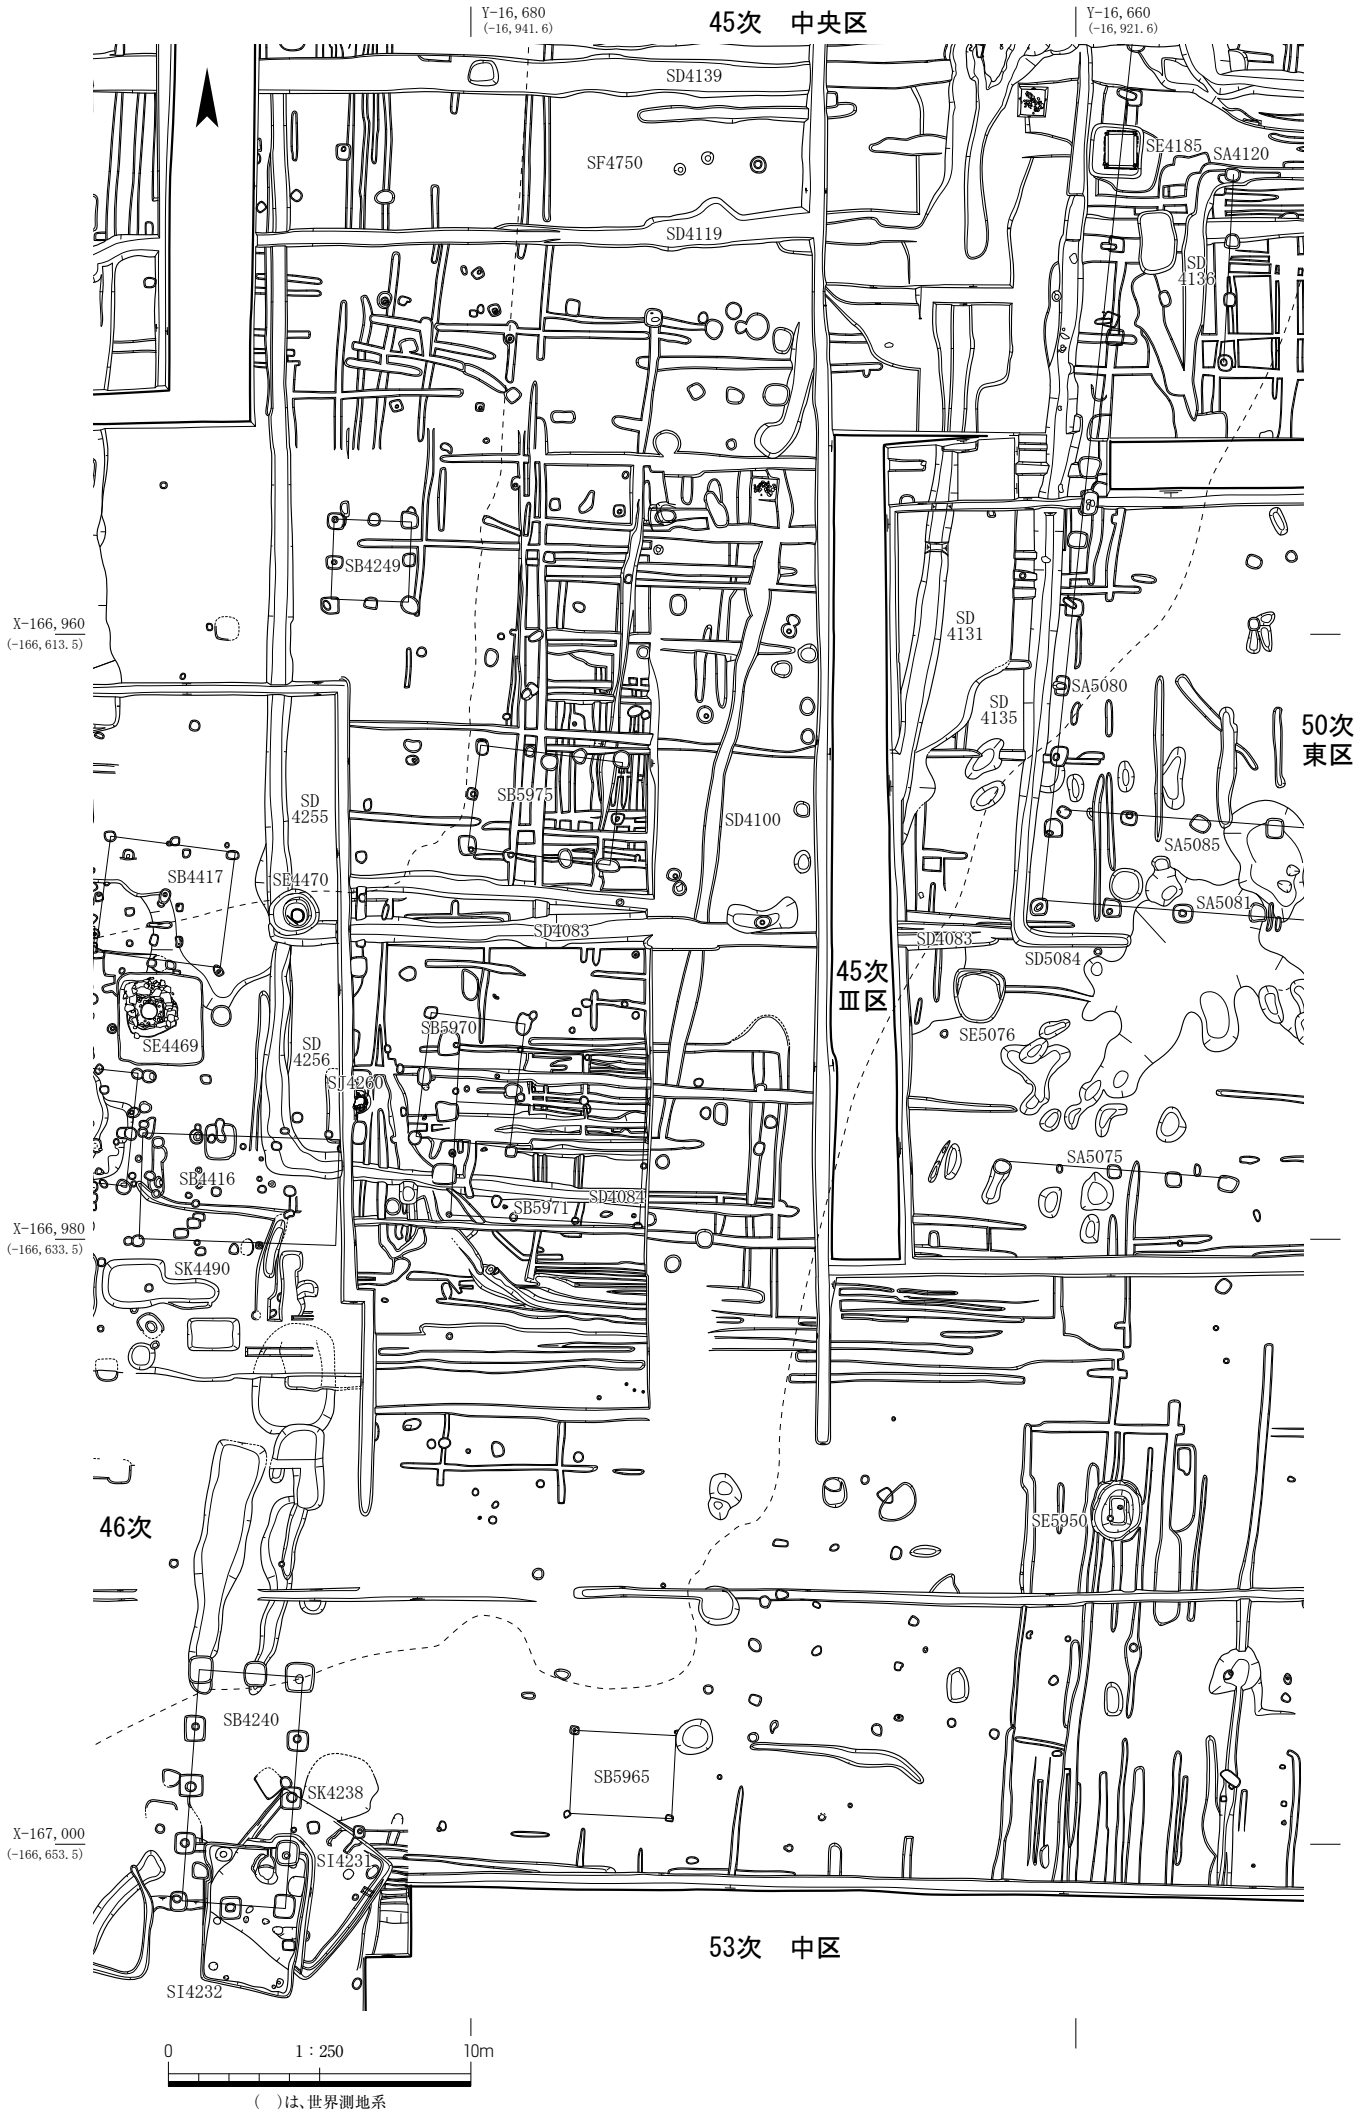 Y-16,680
(-16,941.6)
45次 中央区
Y-16,660
(-16,921.6)
SD4139
SF4750
SE4185
SA4120
SD4119
SD
4136
SB4249
X-166,960
(-166,613.5)
SD
4131
SA5080
SD
4135
50次
東区
SB5975
SD
4255
SD4100
SA5085
SB4417
SE4470
SA5081
SD4083
SD4083
SD5084
45次
Ⅲ区
SB5970
SE5076
SE4469
SD
4256
SJ4260
SA5075
SB4416
SD4084
SB5971
X-166,980
(-166,633.5)
SK4490
46次
SE5950
SB4240
SB5965
SK4238
X-167,000
(-166,653.5)
SI4231
53次 中区
SI4232
0 1：250 10m
( )は、世界測地系